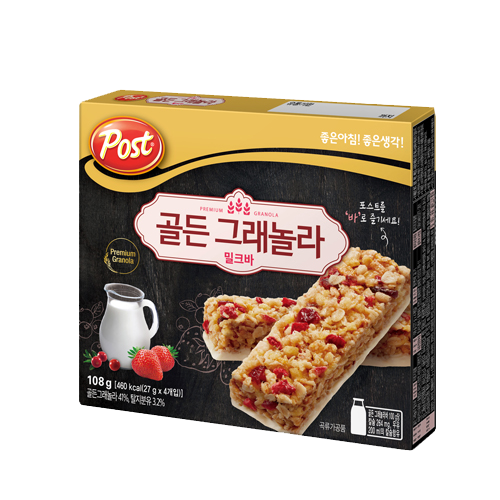 Post
좋은아침! 좋은생각!
PREMIUM GRANOLA
골든 그래놀라
밀크바
포스트를
'바'로 즐기세요!
Premium
Granola
108g [460 kcal(27 g x 4개입)]
골든그래놀라 41%, 탈지분유 3.2%
곡류가공품